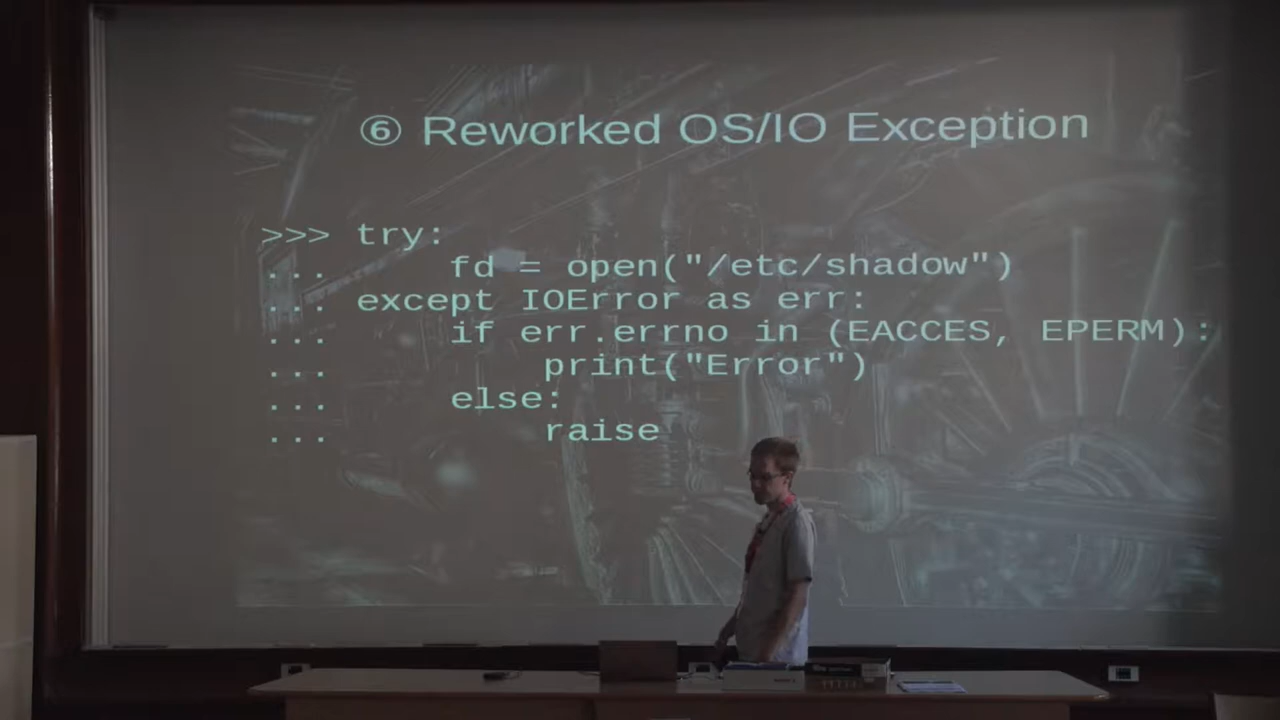 ⑥ Reworked OS/IO Exception
>>> try:
...     fd = open("/etc/shadow")
... except IOError as err:
...     if err.errno in (EACCES, EPERM):
...         print("Error")
...     else:
...         raise